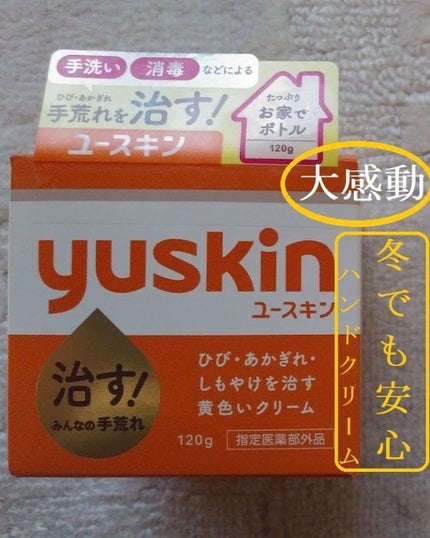 手洗い 消毒 などによる
ひび・あかぎれ
手荒れを治す!
ユースキン
たっぷり
お家で
ボトル
120g
大感動
yuskin
ユースキン
冬でも安心
ハンドクリーム
治す!
みんなの手荒れ
ひび・あかぎれ・
しもやけを治す
黄色いクリーム
120g 指定医薬部外品